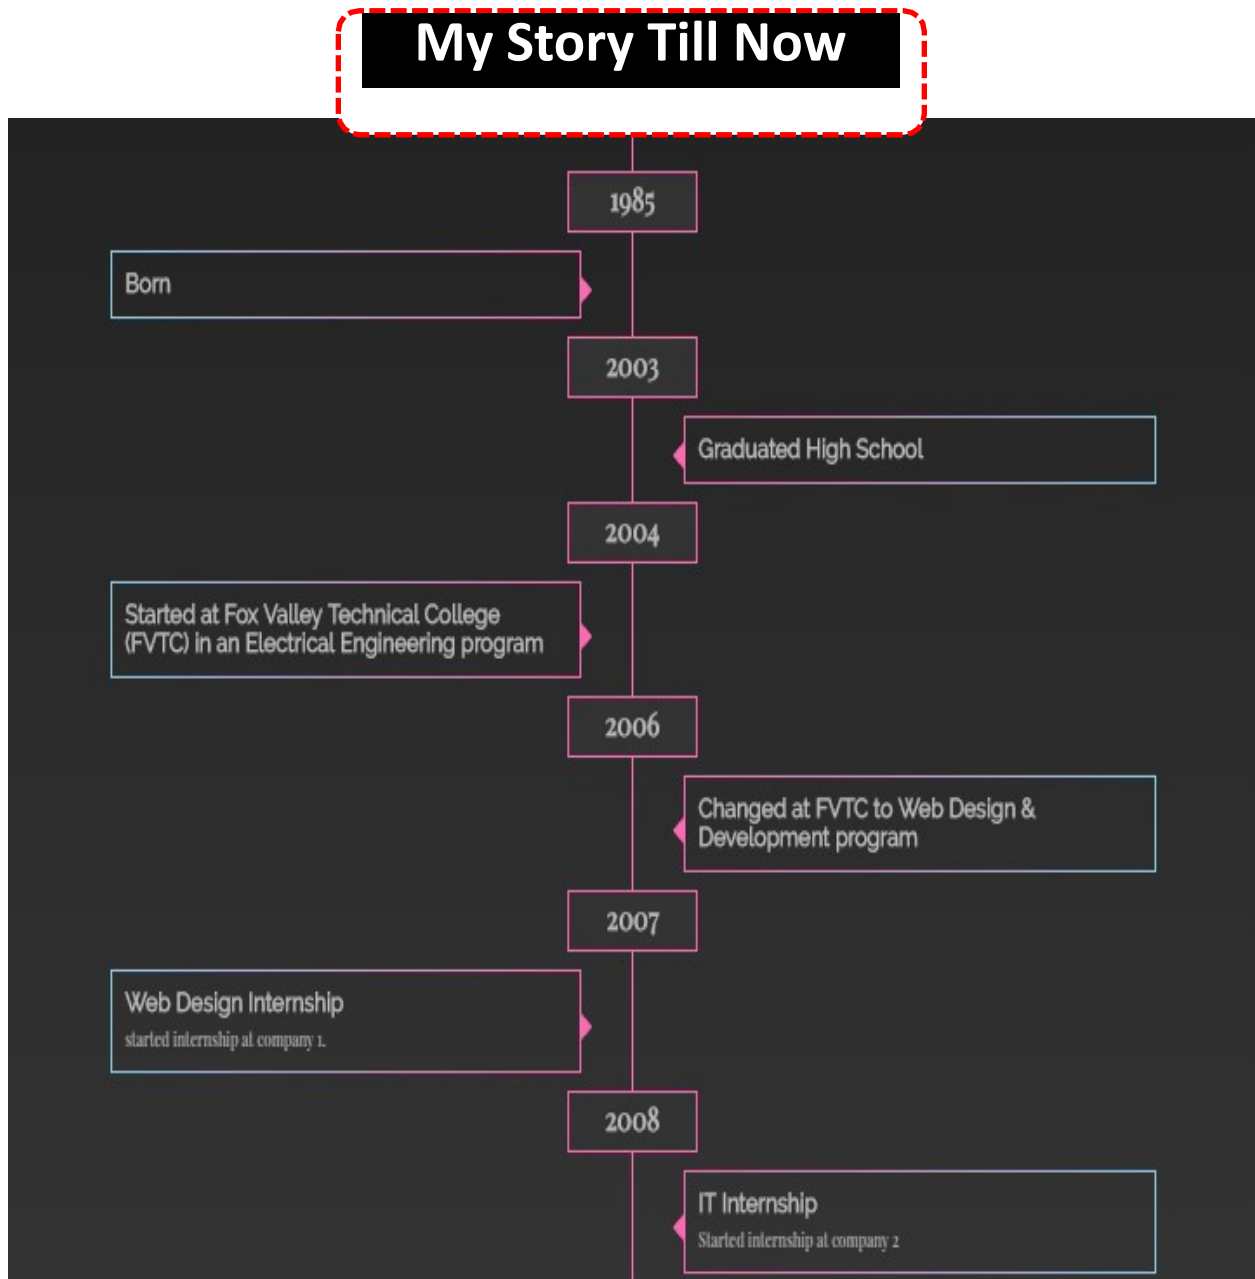 My Story Till Now
1985
Born
2003
Graduated High School
2004
Started at Fox Valley Technical College
(FVTC) in an Electrical Engineering program
2006
Changed at FVTC to Web Design &
Development program
2007
Web Design Internship
started internship at company 1.
2008
IT Internship
Started internship at company 2